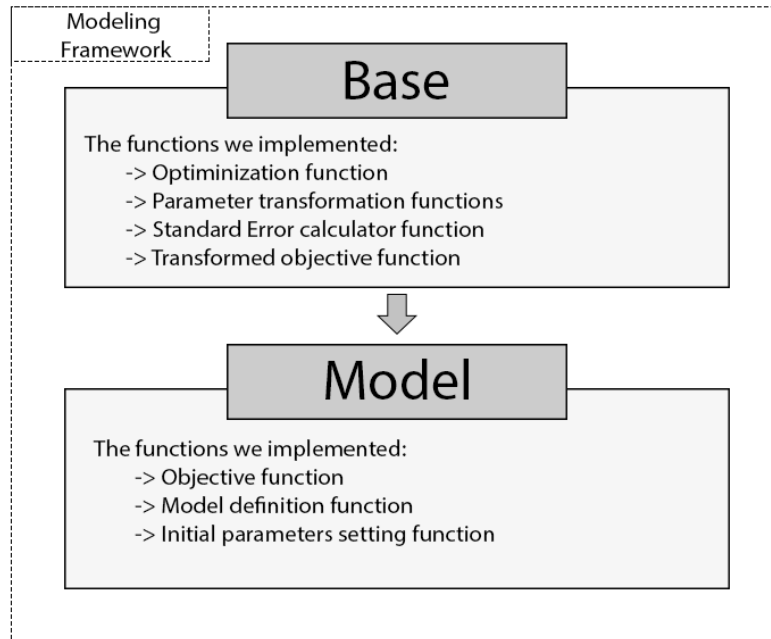 Modeling
Framework
Base
The functions we implemented:
-> Optiminization function
-> Parameter transformation functions
-> Standard Error calculator function
-> Transformed objective function
Model
The functions we implemented:
-> Objective function
-> Model definition function
-> Initial parameters setting function